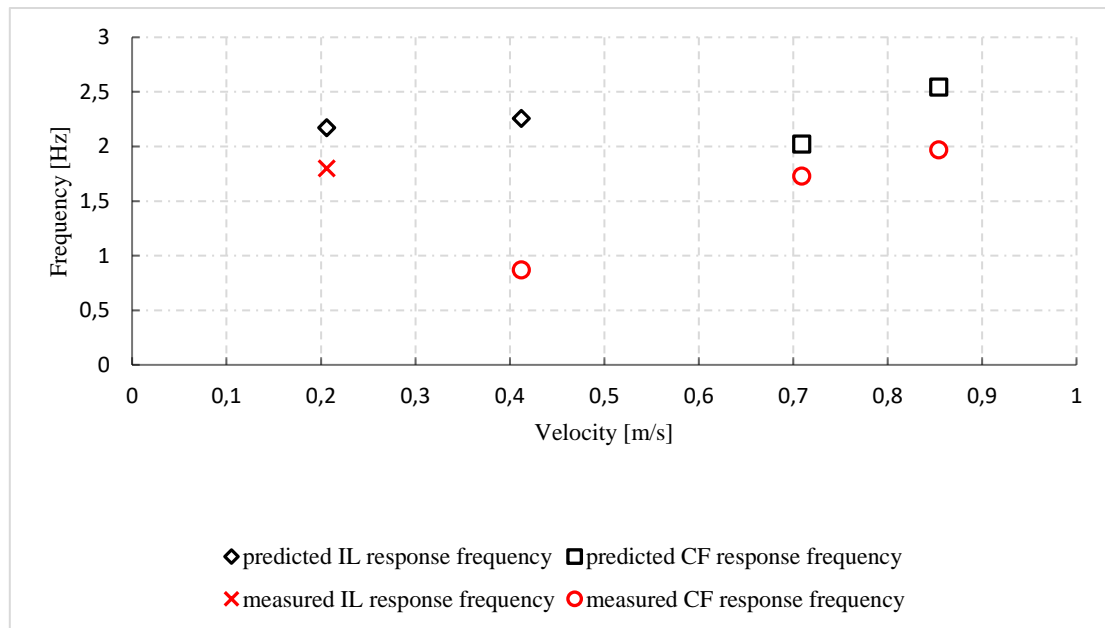 3
2,5
2
1,5
1
0,5
0
Frequency [Hz]
0 0,1 0,2 0,3 0,4 0,5 0,6 0,7 0,8 0,9 1
Velocity [m/s]
predicted IL response frequency predicted CF response frequency
measured IL response frequency measured CF response frequency